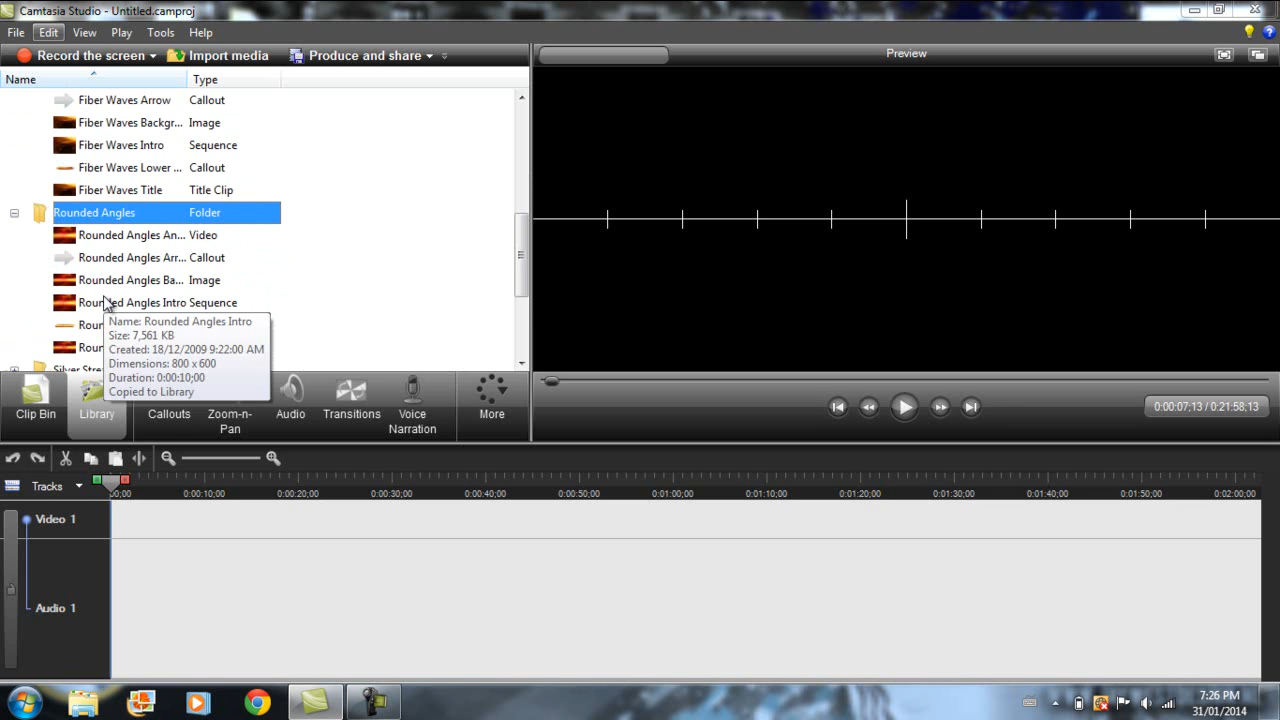 Camtasia Studio - Untitled.camproj
File Edit View Play Tools Help
Record the screen Import media Produce and share
Preview
Name Type
Fiber Waves Arrow Callout
Fiber Waves Backgr... Image
Fiber Waves Intro Sequence
Fiber Waves Lower ... Callout
Fiber Waves Title Title Clip
Rounded Angles Folder
Rounded Angles An... Video
Rounded Angles Arr... Callout
Rounded Angles Ba... Image
Rounded Angles Intro Sequence
Name: Rounded Angles Intro
Size: 7,561 KB
Created: 18/12/2009 9:22:00 AM
Dimensions: 800 x 600
Duration: 0:00:10;00
Copied to Library
Clip Bin
Library
Callouts
Zoom-n-
Pan
Audio
Transitions
Voice
Narration
More
0:00:07;13 / 0:21:58;13
Tracks
0:00:10;00 0:00:20;00 0:00:30;00 0:00:40;00 0:00:50;00 0:01:00;00 0:01:10;00 0:01:20;00 0:01:30;00 0:01:40;00 0:01:50;00 0:02:00;00
Video 1
Audio 1
7:26 PM
31/01/2014